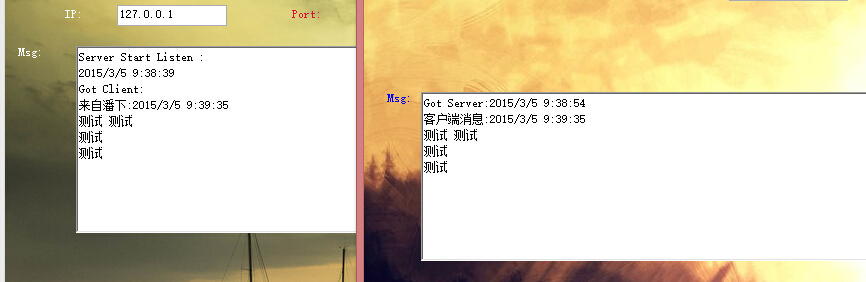 IP: 127.0.0.1 Port:
Msg:
Server Start Listen :
2015/3/5 9:38:39
Got Client:
来自潘下:2015/3/5 9:39:35
测试 测试
测试
测试
Msg:
Got Server:2015/3/5 9:38:54
客户端消息:2015/3/5 9:39:35
测试 测试
测试
测试